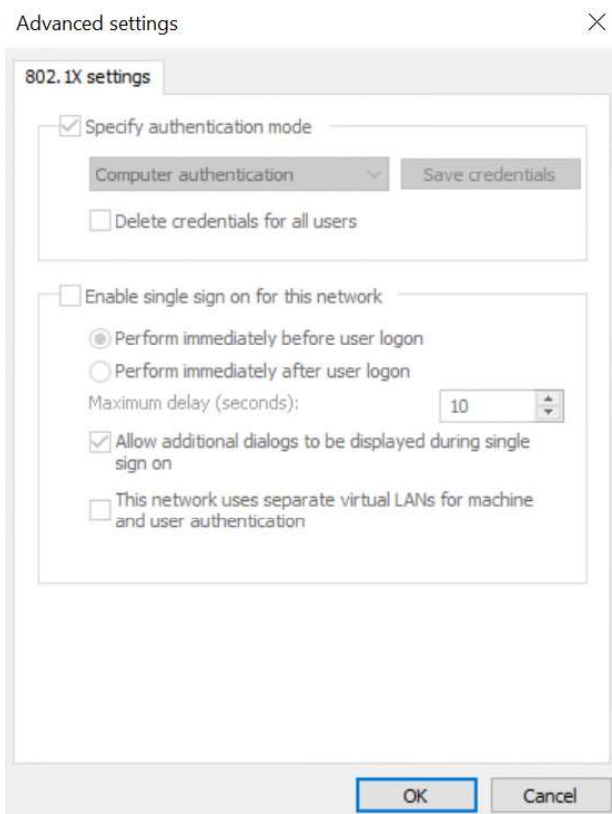 Advanced settings
802.1X settings
Specify authentication mode
Computer authentication
Save credentials
Delete credentials for all users
Enable single sign on for this network
Perform immediately before user logon
Perform immediately after user logon
Maximum delay (seconds):
10
Allow additional dialogs to be displayed during single
sign on
This network uses separate virtual LANs for machine
and user authentication
OK
Cancel